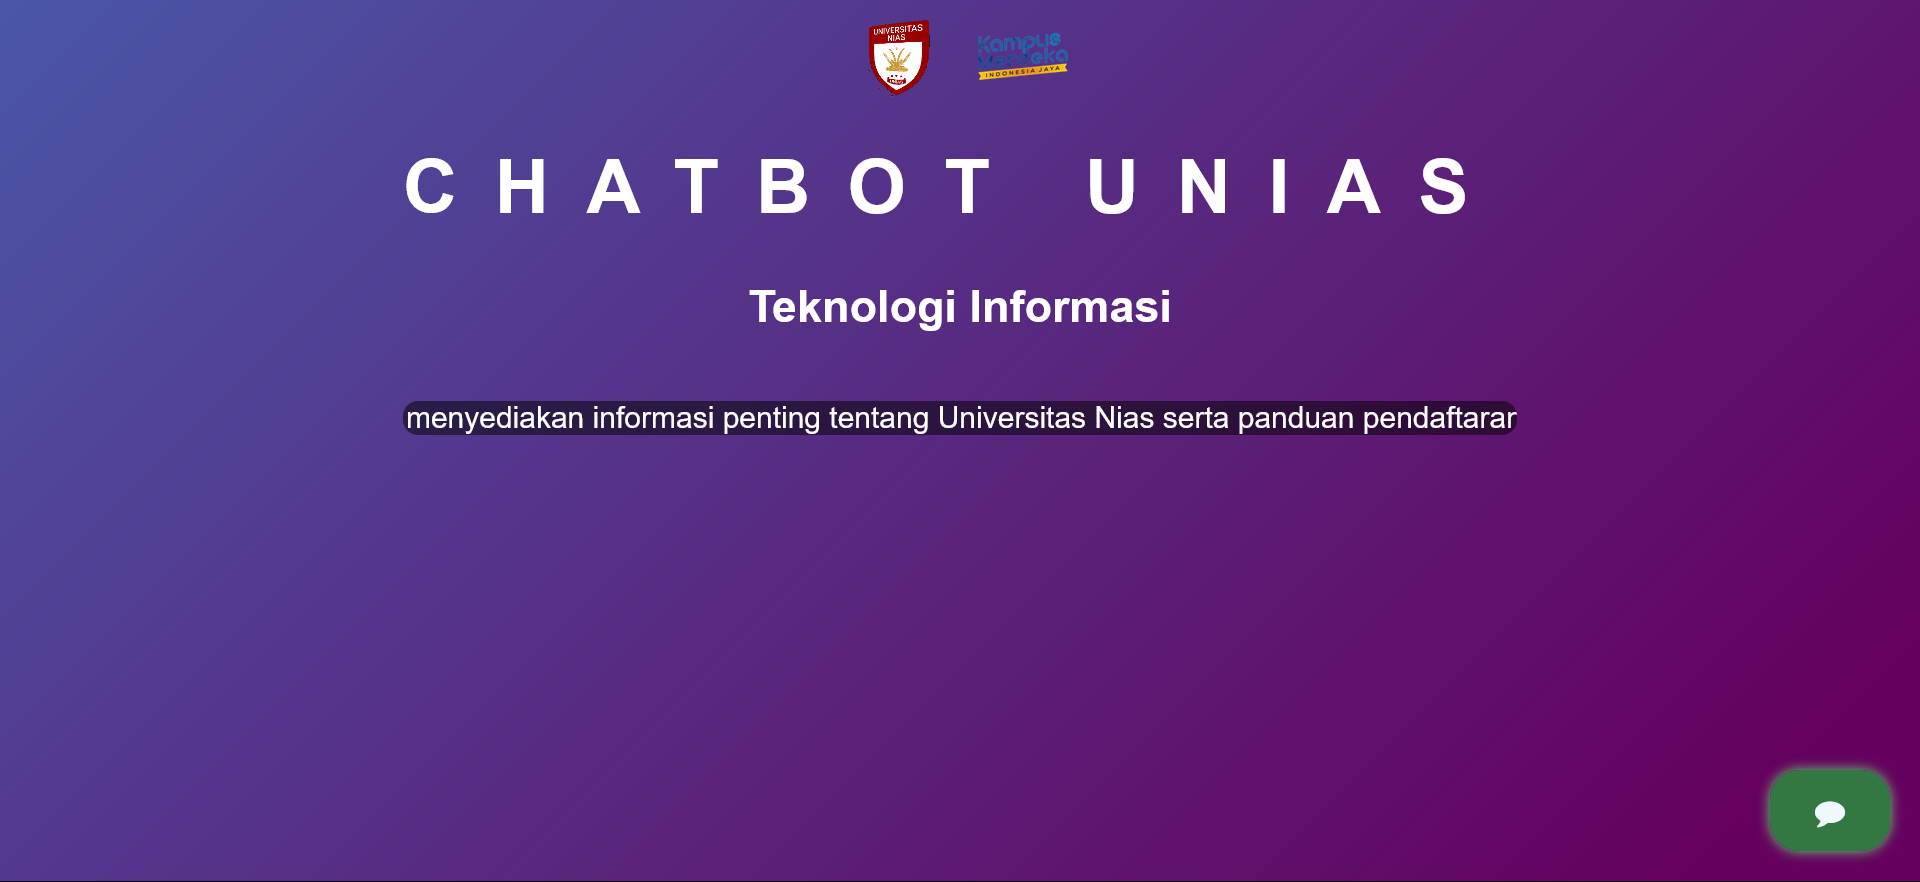 UNIVERSITAS
NIAS
UNIAS
Kampus
Merdeka
INDONESIA JAYA
CHATBOT UNIAS
Teknologi Informasi
menyediakan informasi penting tentang Universitas Nias serta panduan pendaftarar